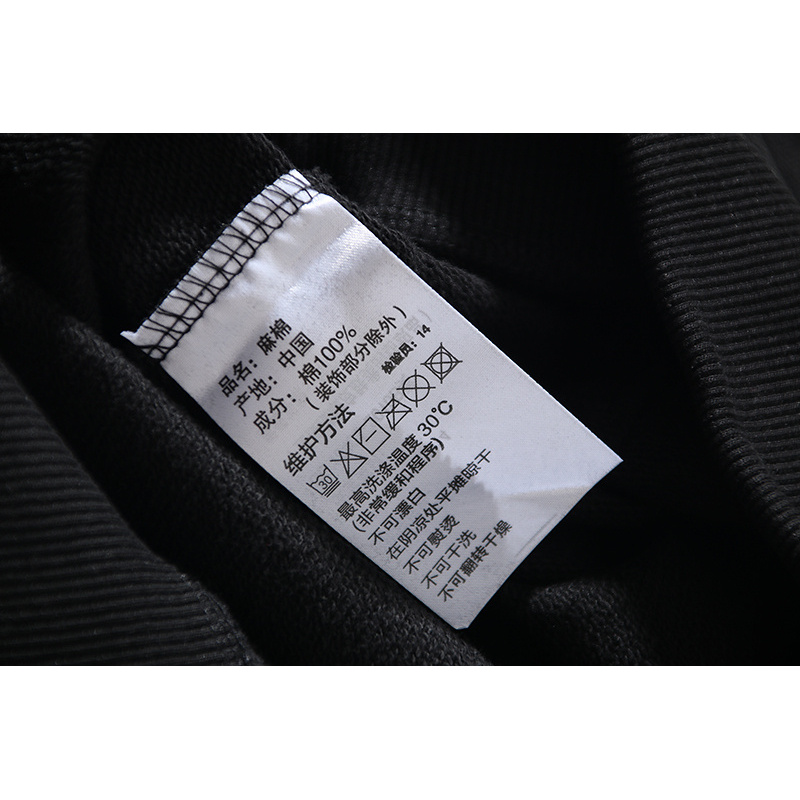 品名：麻棉
产地：中国
成分：棉100%
（装饰部分除外）
维护方法
检验员：14
30
最高洗涤温度30℃
(非常缓和程序)
不可漂白
在阴凉处平摊晾干
不可熨烫
不可干洗
不可翻转干燥